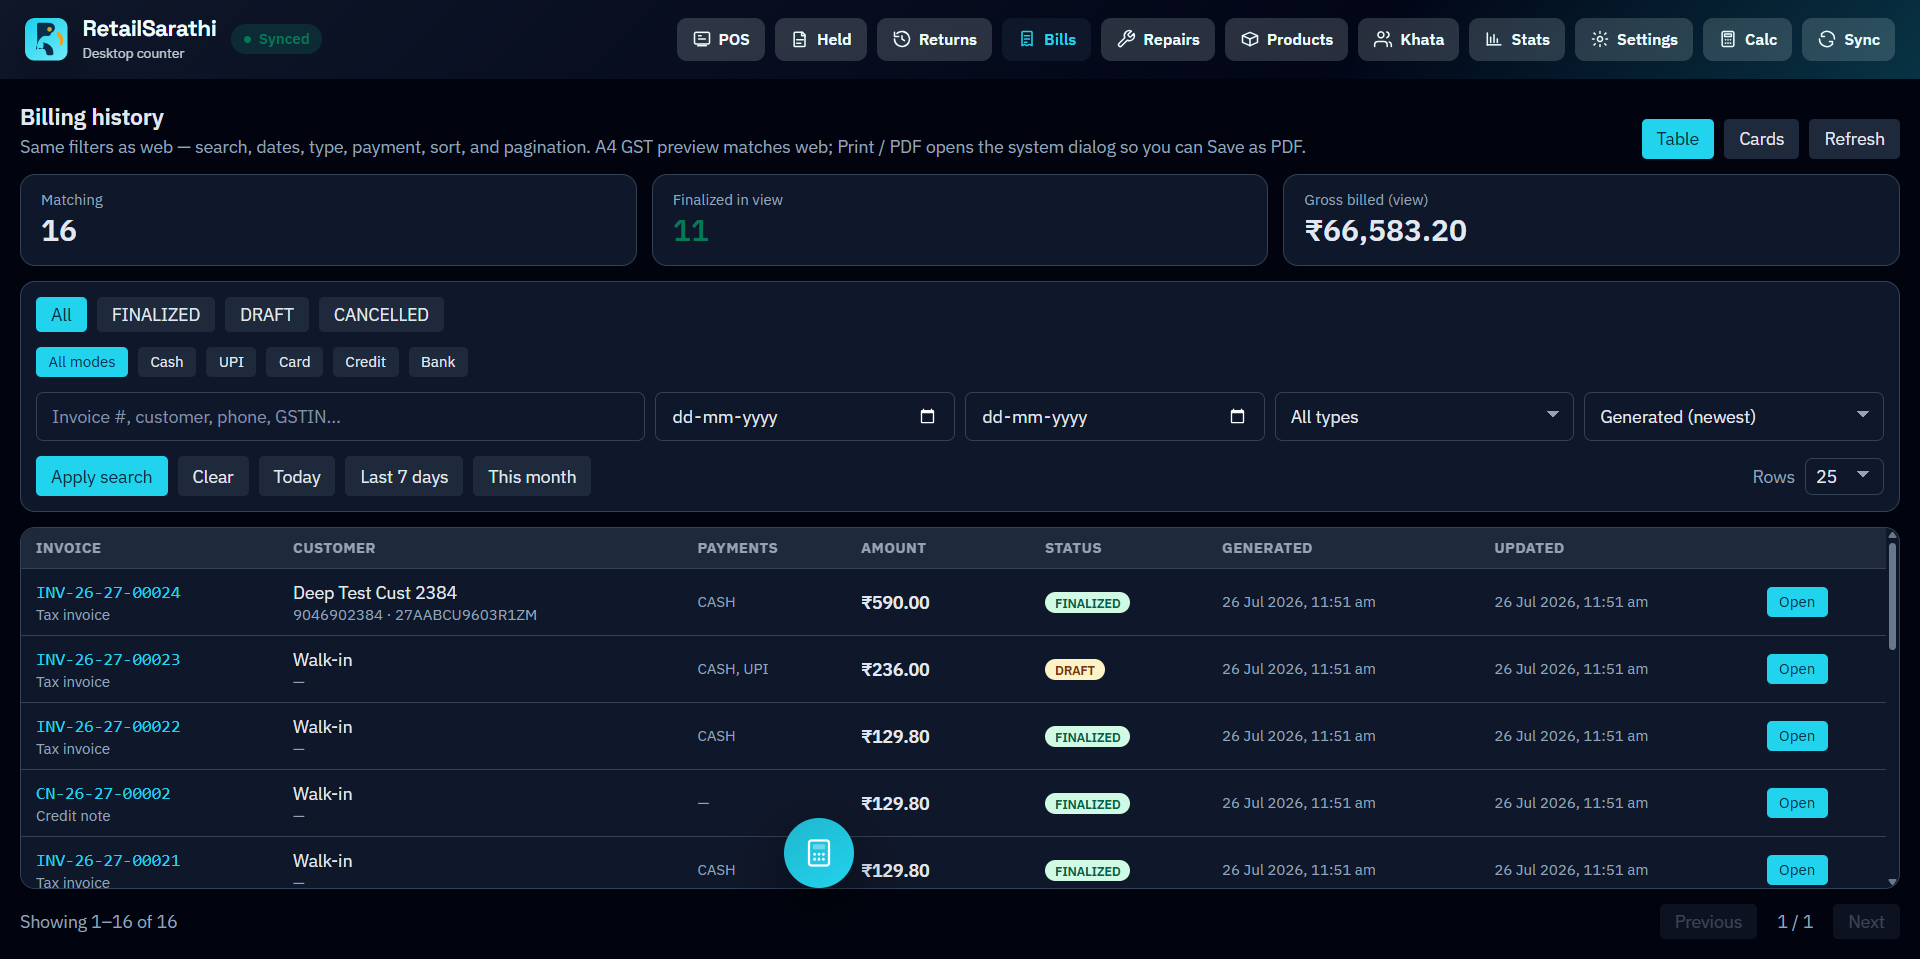 RetailSarathi
Desktop counter
Synced
POS
Held
Returns
Bills
Repairs
Products
Khata
Stats
Settings
Calc
Sync
Billing history
Same filters as web — search, dates, type, payment, sort, and pagination. A4 GST preview matches web; Print / PDF opens the system dialog so you can Save as PDF.
Table
Cards
Refresh
Matching
16
Finalized in view
11
Gross billed (view)
₹66,583.20
All
FINALIZED
DRAFT
CANCELLED
All modes
Cash
UPI
Card
Credit
Bank
Invoice #, customer, phone, GSTIN...
dd-mm-yyyy
dd-mm-yyyy
All types
Generated (newest)
Apply search
Clear
Today
Last 7 days
This month
Rows
25
INVOICE CUSTOMER PAYMENTS AMOUNT STATUS GENERATED UPDATED
INV-26-27-00024 Deep Test Cust 2384 CASH ₹590.00 FINALIZED 26 Jul 2026, 11:51 am 26 Jul 2026, 11:51 am Open
Tax invoice 9046902384 · 27AABCU9603R1ZM
INV-26-27-00023 Walk-in CASH, UPI ₹236.00 DRAFT 26 Jul 2026, 11:51 am 26 Jul 2026, 11:51 am Open
Tax invoice —
INV-26-27-00022 Walk-in CASH ₹129.80 FINALIZED 26 Jul 2026, 11:51 am 26 Jul 2026, 11:51 am Open
Tax invoice —
CN-26-27-00002 Walk-in — ₹129.80 FINALIZED 26 Jul 2026, 11:51 am 26 Jul 2026, 11:51 am Open
Credit note —
INV-26-27-00021 Walk-in CASH ₹129.80 FINALIZED 26 Jul 2026, 11:51 am 26 Jul 2026, 11:51 am Open
Tax invoice —
Showing 1–16 of 16
Previous
1 / 1
Next